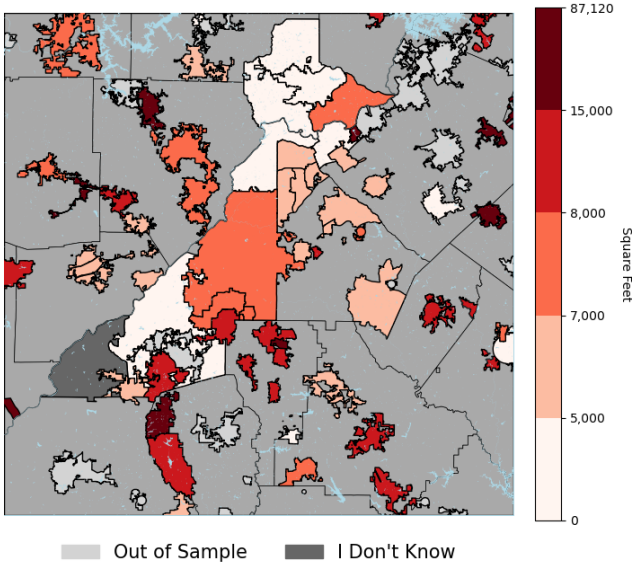 87,120
15,000
8,000
7,000
5,000
0
Square Feet
Out of Sample
I Don't Know